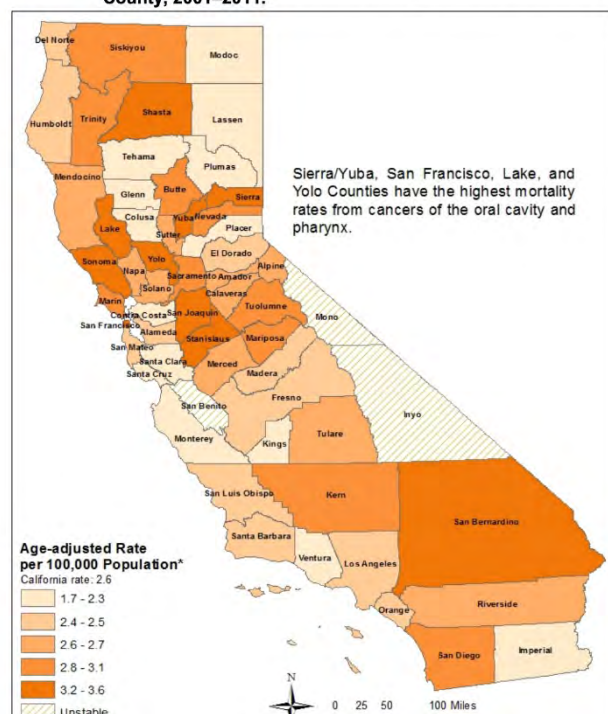 County, 2001–2011.
Del Norte
Siskiyou
Modoc
Humboldt
Trinity
Shasta
Lassen
Tehama
Plumas
Mendocino
Glenn
Butte
Sierra
Colusa
Yuba
Nevada
Lake
Sutter
Placer
Sonoma
Yolo
El Dorado
Napa
Sacramento
Amador
Alpine
Solano
Calaveras
Marin
Tuolumne
Contra Costa
San Joaquin
Mono
San Francisco
Alameda
Stanislaus
Mariposa
San Mateo
Santa Clara
Merced
Santa Cruz
Madera
Fresno
San Benito
Inyo
Monterey
Kings
Tulare
San Luis Obispo
Kern
San Bernardino
Santa Barbara
Ventura
Los Angeles
Orange
Riverside
San Diego
Imperial
Sierra/Yuba, San Francisco, Lake, and
Yolo Counties have the highest mortality
rates from cancers of the oral cavity and
pharynx.
Age-adjusted Rate
per 100,000 Population*
California rate: 2.6
1.7 - 2.3
2.4 - 2.5
2.6 - 2.7
2.8 - 3.1
3.2 - 3.6
Unstable
N
0 25 50 100 Miles